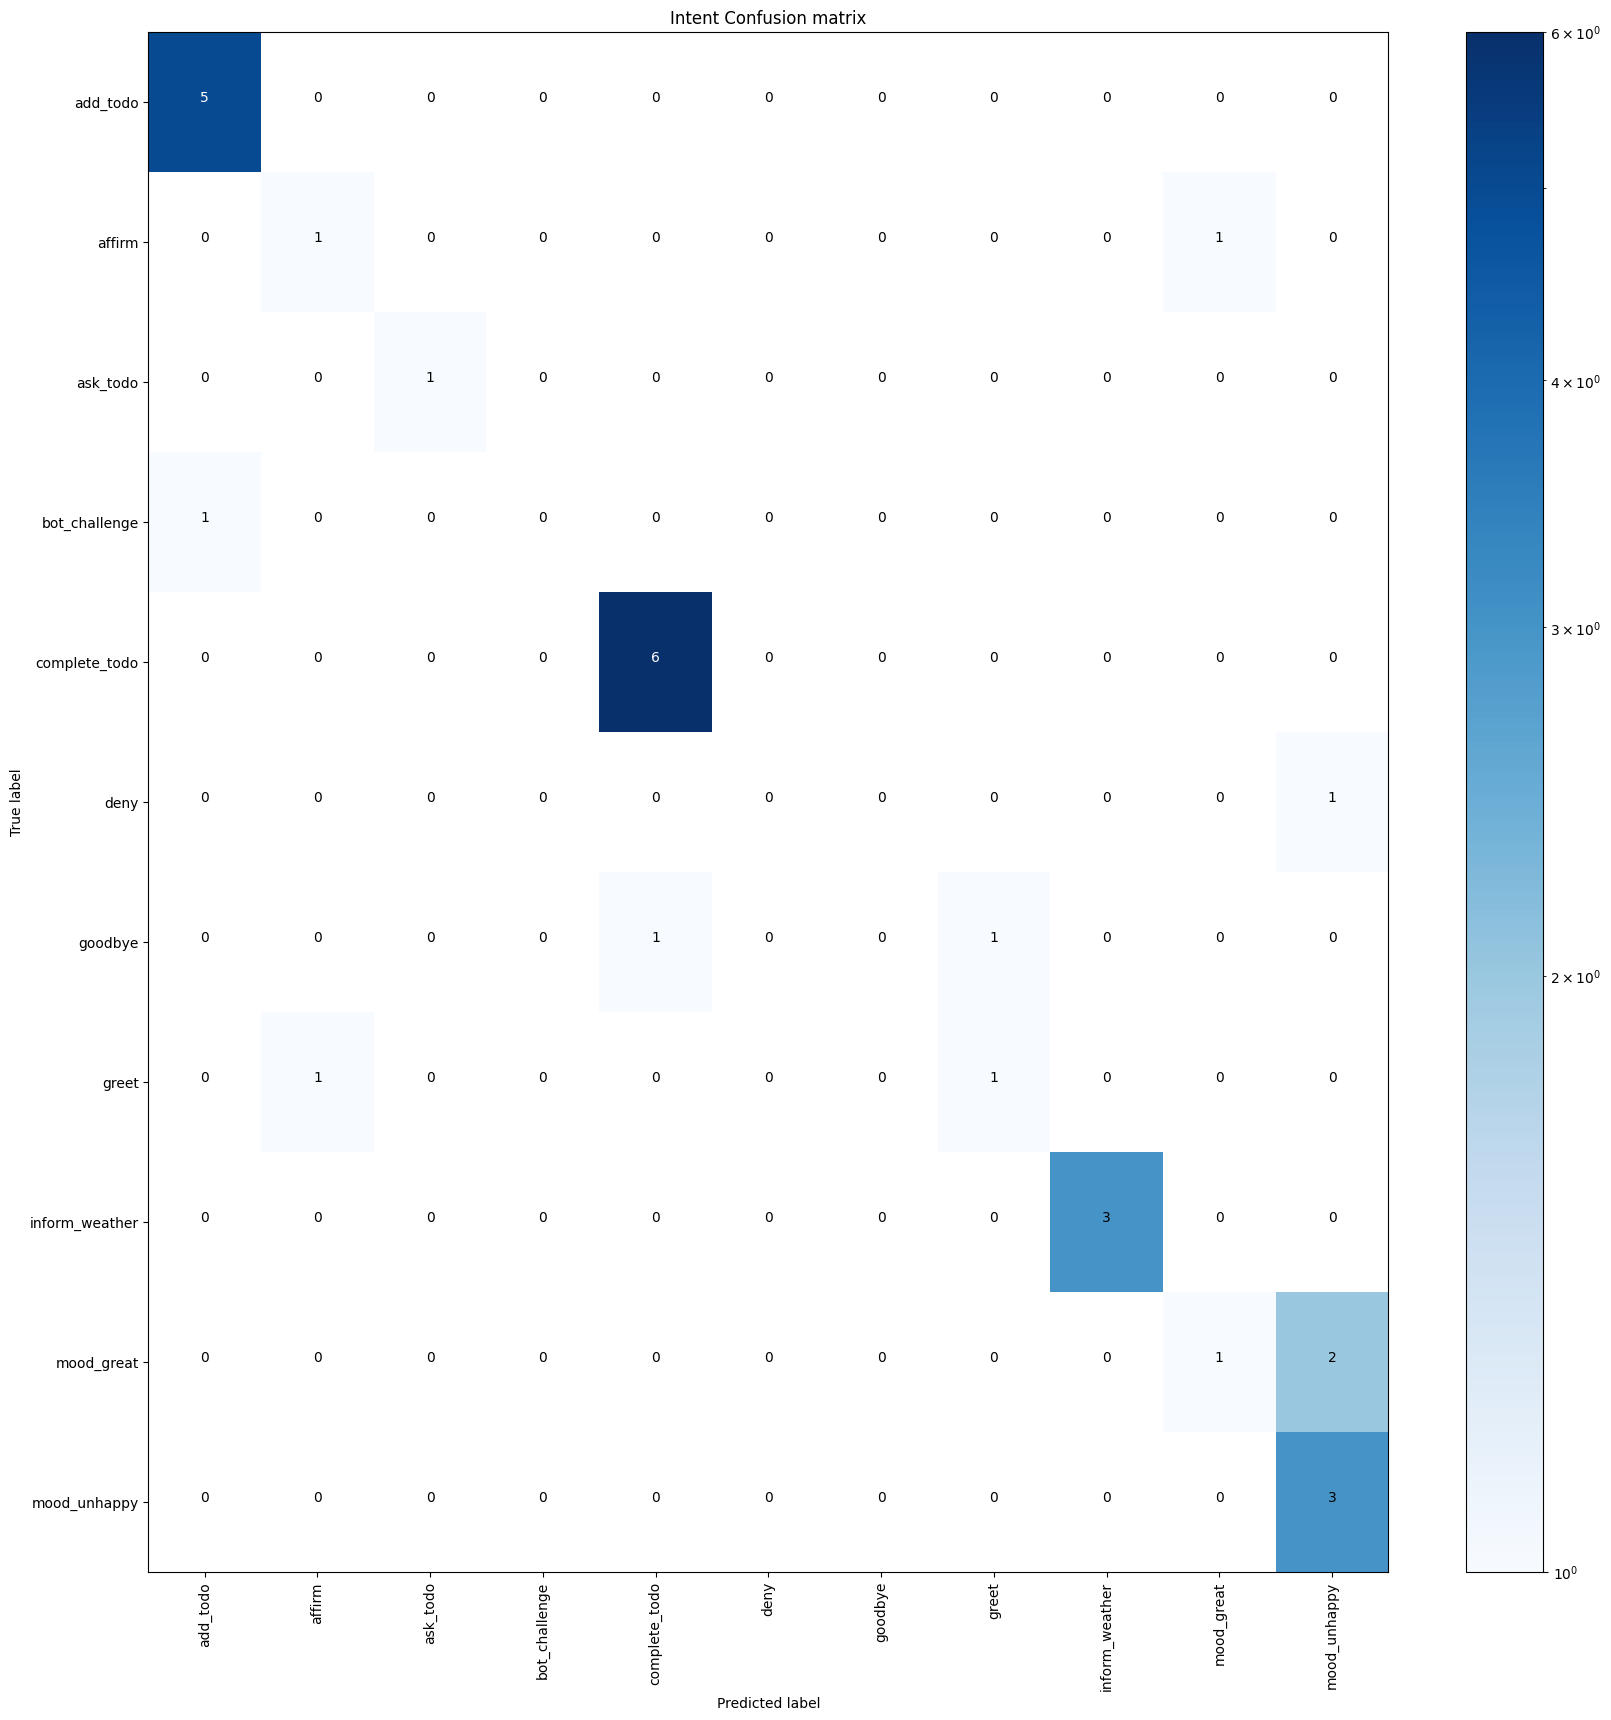 Intent Confusion matrix
add_todo 5 0 0 0 0 0 0 0 0 0 0
affirm 0 1 0 0 0 0 0 0 0 1 0
ask_todo 0 0 1 0 0 0 0 0 0 0 0
bot_challenge 1 0 0 0 0 0 0 0 0 0 0
complete_todo 0 0 0 0 6 0 0 0 0 0 0
deny 0 0 0 0 0 0 0 0 0 0 1
goodbye 0 0 0 0 1 0 0 1 0 0 0
greet 0 1 0 0 0 0 0 1 0 0 0
inform_weather 0 0 0 0 0 0 0 0 3 0 0
mood_great 0 0 0 0 0 0 0 0 0 1 2
mood_unhappy 0 0 0 0 0 0 0 0 0 0 3
True label
add_todo
affirm
ask_todo
bot_challenge
complete_todo
deny
goodbye
greet
inform_weather
mood_great
mood_unhappy
Predicted label
6 × 10⁰
4 × 10⁰
3 × 10⁰
2 × 10⁰
10⁰